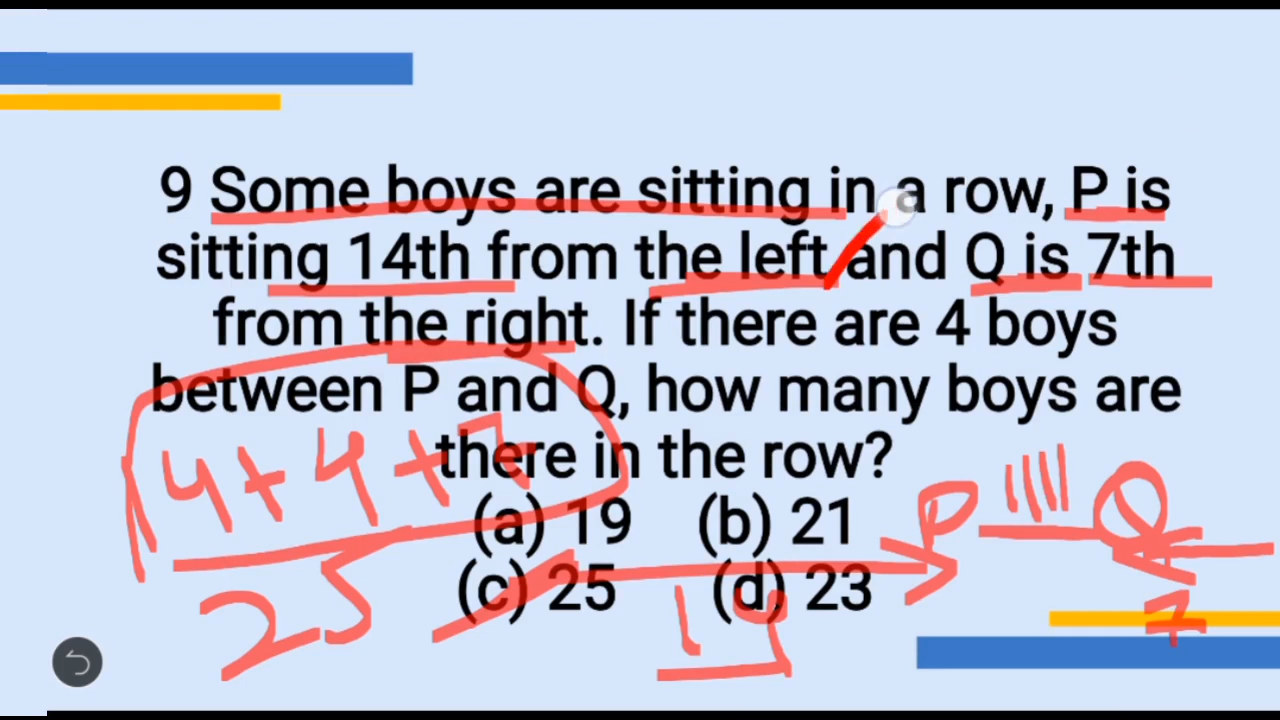 9 Some boys are sitting in a row, P is
sitting 14th from the left and Q is 7th
from the right. If there are 4 boys
between P and Q, how many boys are
there in the row?
14+4+7
P Q
(a) 19 (b) 21
(c) 25 (d) 23
25
14
7